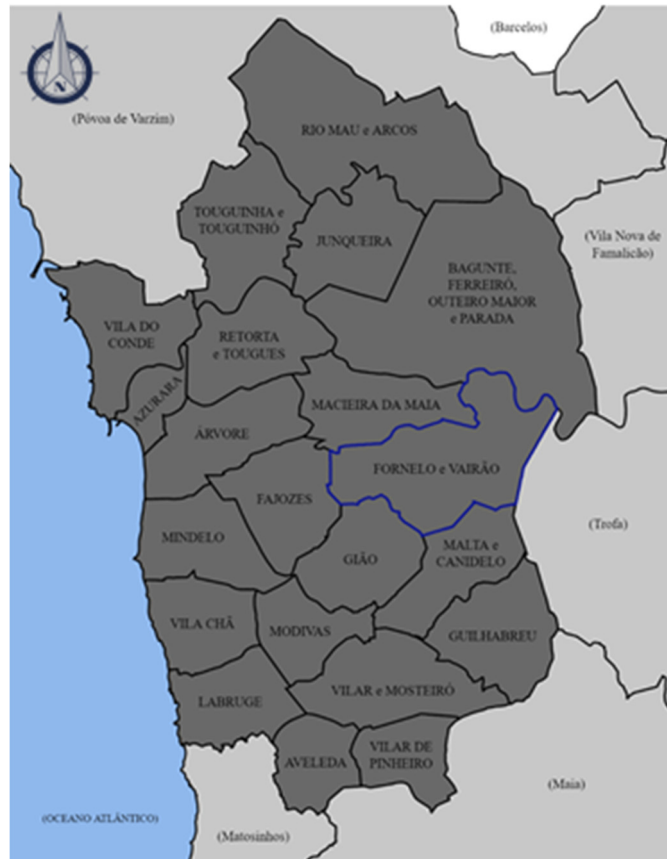 N
(Barcelos)
(Póvoa de Varzim)
RIO MAU e ARCOS
TOUGUINHA e
TOUGUINHÓ
JUNQUEIRA
(Vila Nova de
Famalicão)
BAGUNTE,
FERREIRÓ,
OUTEIRO MAIOR
e PARADA
VILA DO
CONDE
RETORTA
e TOUGUES
AZURARA
MACIEIRA DA MAIA
ÁRVORE
FORNELO e VAIRÃO
FAJOZES
(Trofa)
MINDELO
GIÃO
MALTA e
CANIDELO
VILA CHÃ
MODIVAS
GUILHABREU
LABRUGE
VILAR e MOSTEIRÓ
AVELEDA
VILAR DE
PINHEIRO
(Maia)
(OCEANO ATLÂNTICO)
(Matosinhos)